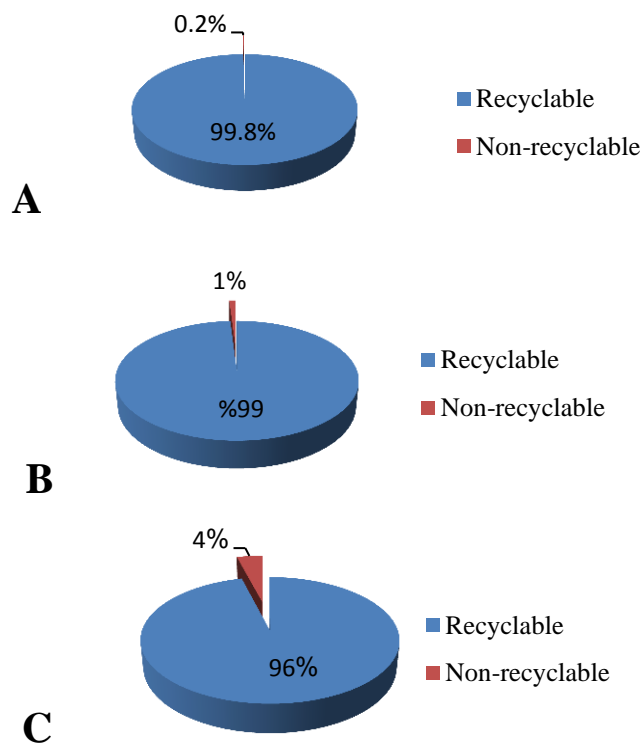 0.2%
Recyclable
99.8%
Non-recyclable
A
1%
Recyclable
%99
Non-recyclable
B
4%
Recyclable
96%
Non-recyclable
C